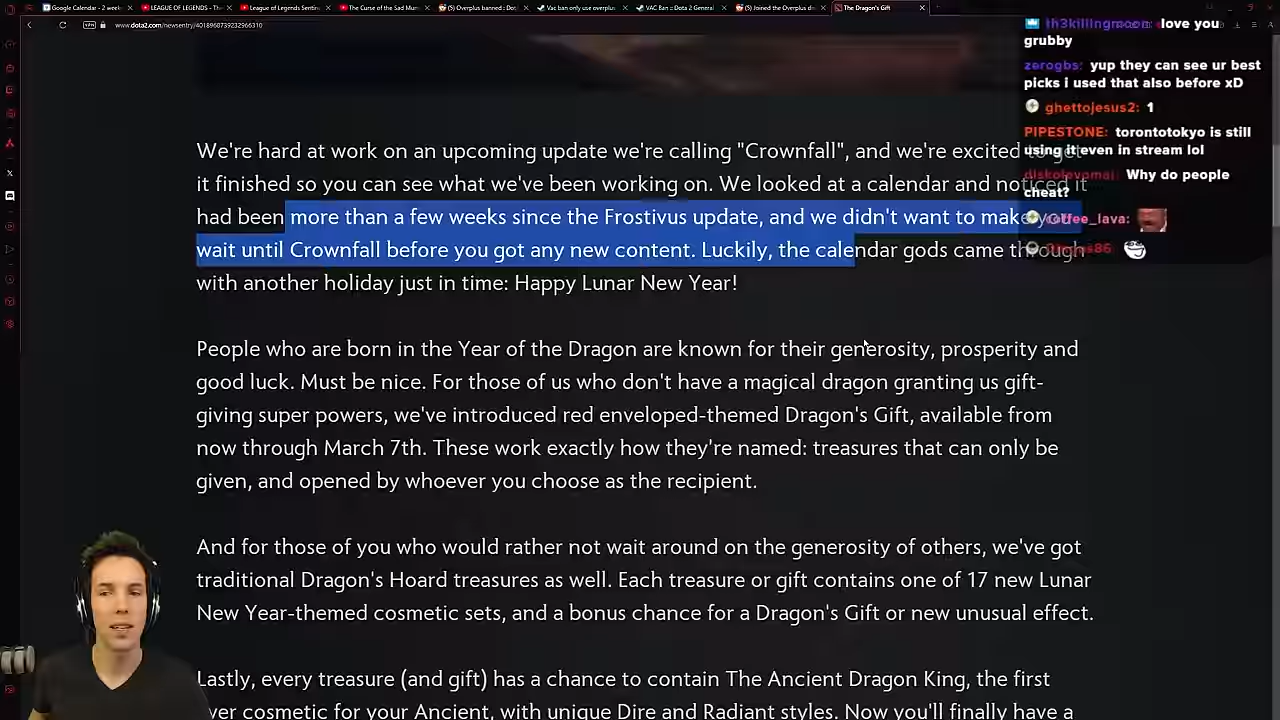 Google Calendar - 2 week
LEAGUE OF LEGENDS - The
League of Legends Sentine
The Curse of the Sad Mum
(5) Overplus banned : Dot
Vac ban only use overplus
VAC Ban :: Dota 2 General
(5) Joined the Overplus dr
The Dragon's Gift
VPN
www.dota2.com/newsentry/4018968739232966310
love you
grubby
zerogbs: yup they can see ur best
picks i used that also before xD
ghettojesus2: 1
PIPESTONE: torontotokyo is still
using it even in stream lol
Why do people
cheat?
coffee_lava:
We're hard at work on an upcoming update we're calling "Crownfall", and we're excited to get
it finished so you can see what we've been working on. We looked at a calendar and noticed it
had been more than a few weeks since the Frostivus update, and we didn't want to make you
wait until Crownfall before you got any new content. Luckily, the calendar gods came through
with another holiday just in time: Happy Lunar New Year!
People who are born in the Year of the Dragon are known for their generosity, prosperity and
good luck. Must be nice. For those of us who don't have a magical dragon granting us gift-
giving super powers, we've introduced red enveloped-themed Dragon's Gift, available from
now through March 7th. These work exactly how they're named: treasures that can only be
given, and opened by whoever you choose as the recipient.
And for those of you who would rather not wait around on the generosity of others, we've got
traditional Dragon's Hoard treasures as well. Each treasure or gift contains one of 17 new Lunar
New Year-themed cosmetic sets, and a bonus chance for a Dragon's Gift or new unusual effect.
Lastly, every treasure (and gift) has a chance to contain The Ancient Dragon King, the first
ever cosmetic for your Ancient, with unique Dire and Radiant styles. Now you'll finally have a